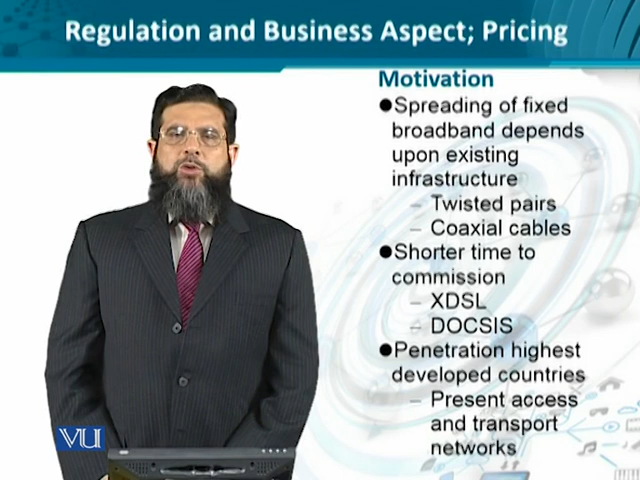 Regulation and Business Aspect; Pricing
Motivation
●Spreading of fixed
broadband depends
upon existing
infrastructure
– Twisted pairs
– Coaxial cables
●Shorter time to
commission
– XDSL
– DOCSIS
●Penetration highest
developed countries
– Present access
and transport
networks
VU